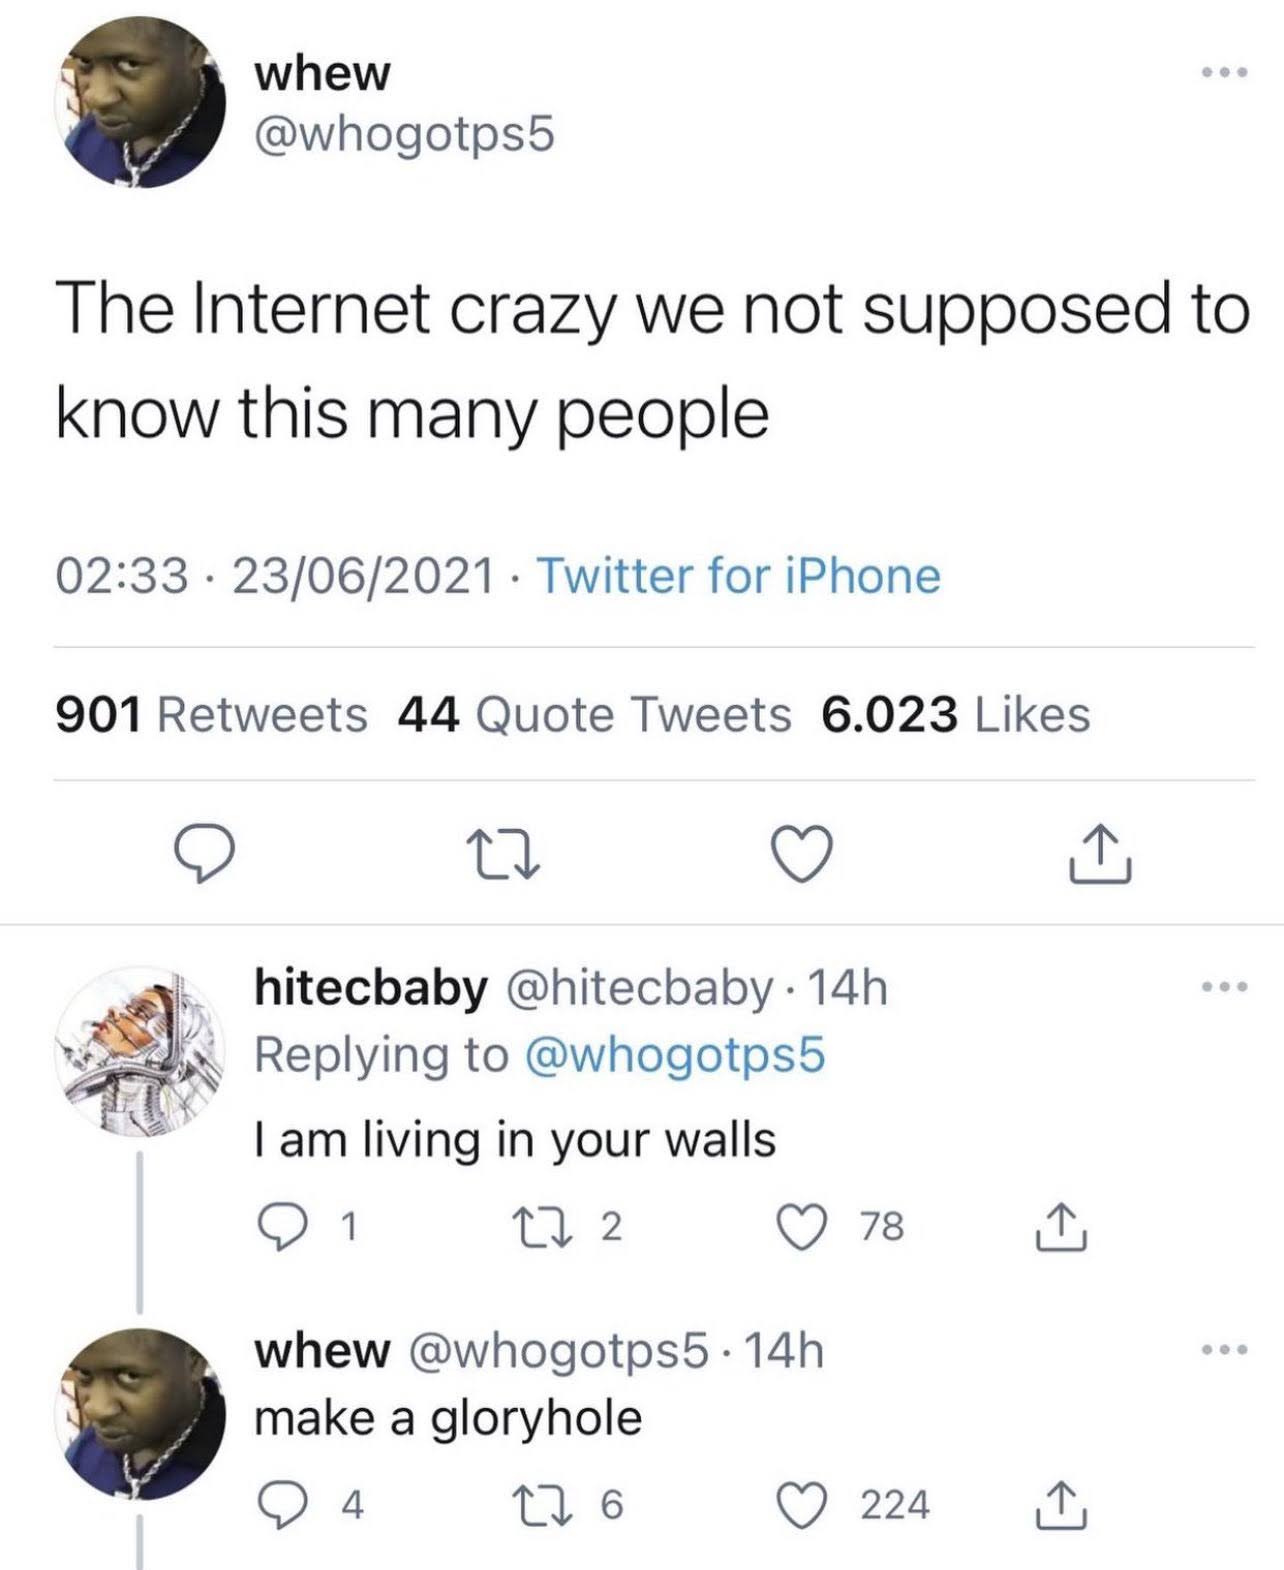 whew
@whogotps5
The Internet crazy we not supposed to
know this many people
02:33 · 23/06/2021 · Twitter for iPhone
901 Retweets 44 Quote Tweets 6.023 Likes
hitecbaby @hitecbaby · 14h
Replying to @whogotps5
I am living in your walls
1 2 78
whew @whogotps5 · 14h
make a gloryhole
4 6 224